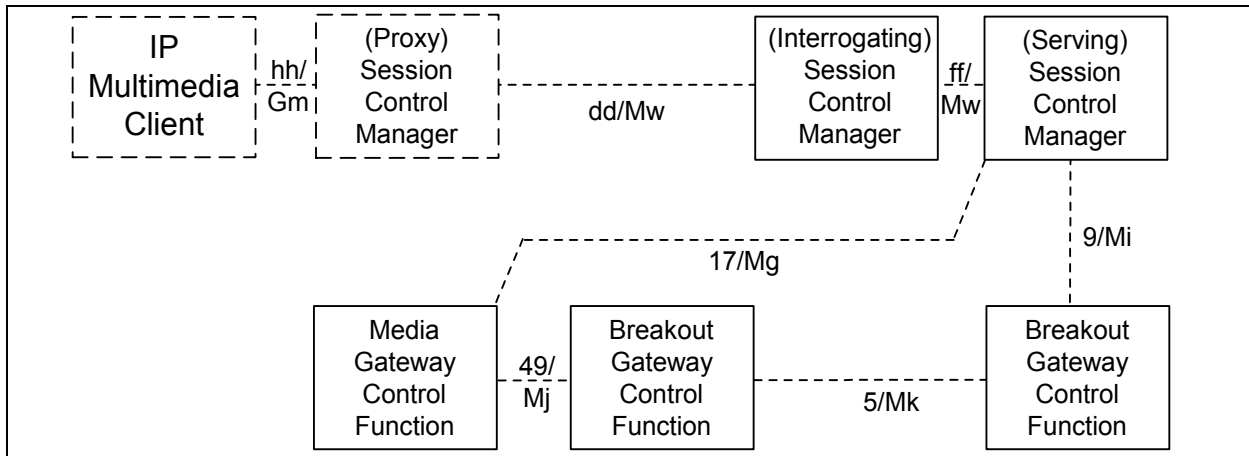 IP
Multimedia
Client
hh/
Gm
(Proxy)
Session
Control
Manager
dd/Mw
(Interrogating)
Session
Control
Manager
ff/
Mw
(Serving)
Session
Control
Manager
17/Mg
9/Mi
Media
Gateway
Control
Function
49/
Mj
Breakout
Gateway
Control
Function
5/Mk
Breakout
Gateway
Control
Function